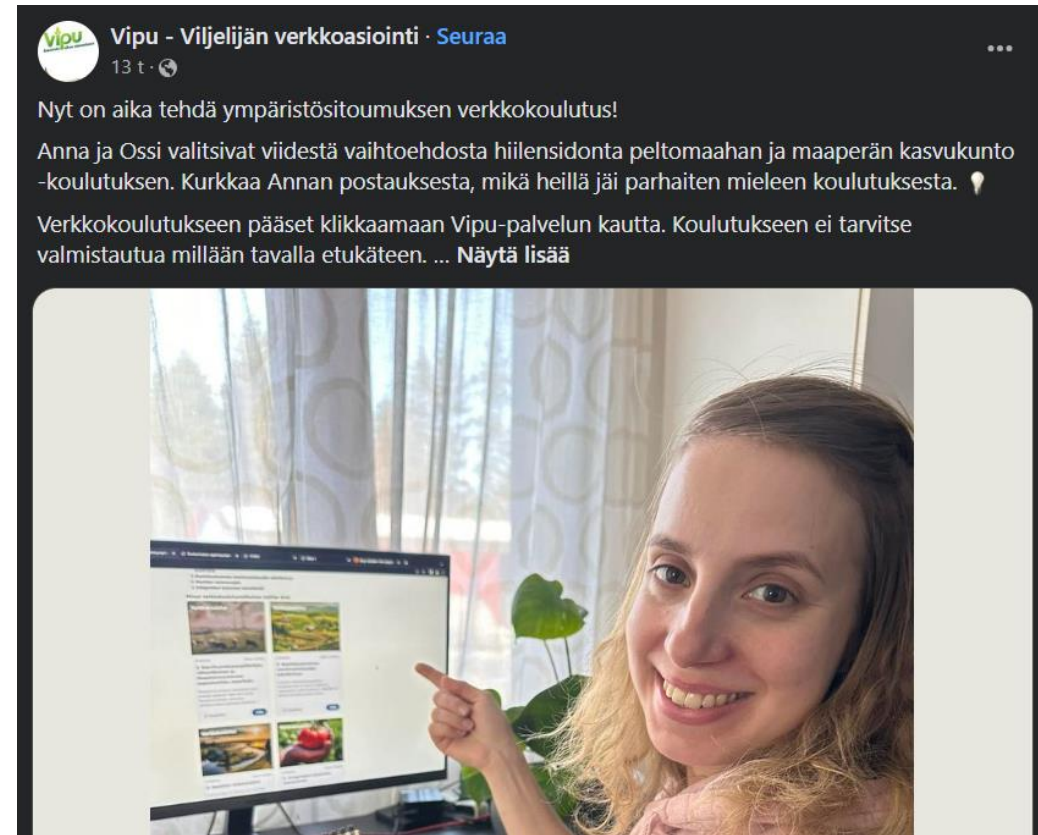 vipu
Vipu - Viljelijän verkkoasiointi · Seuraa
13 t ·
Nyt on aika tehdä ympäristösitoumuksen verkkokoulutus!
Anna ja Ossi valitsivat viidestä vaihtoehdosta hiilensidonta peltomaahan ja maaperän kasvukunto
-koulutuksen. Kurkkaa Annan postauksesta, mikä heillä jäi parhaiten mieleen koulutuksesta. 💡
Verkkokoulutukseen pääset klikkaamaan Vipu-palvelun kautta. Koulutukseen ei tarvitse
valmistautua millään tavalla etukäteen. ... Näytä lisää